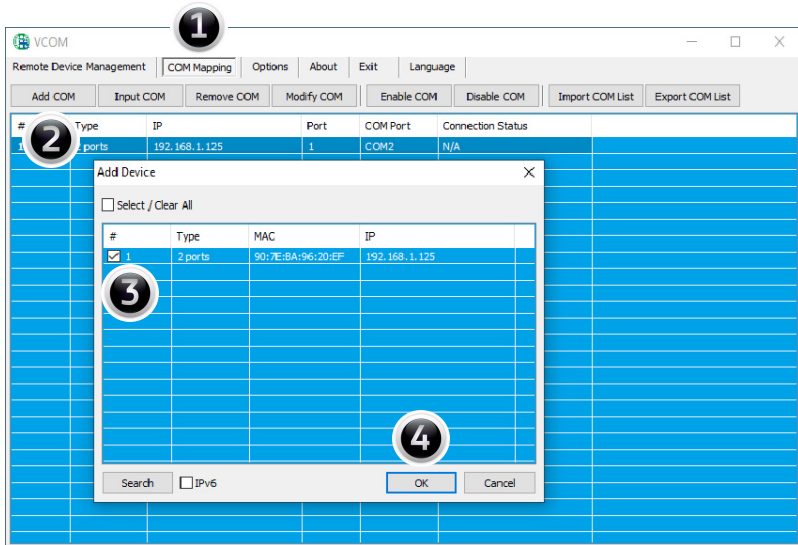 1
VCOM
Remote Device Management COM Mapping Options About Exit Language
Add COM Input COM Remove COM Modify COM Enable COM Disable COM Import COM List Export COM List
# Type IP Port COM Port Connection Status
2
1 2 ports 192.168.1.125 1 COM2 N/A
Add Device
Select / Clear All
# Type MAC IP
1 2 ports 90:7E:BA:96:20:EF 192.168.1.125
3
4
Search IPv6 OK Cancel